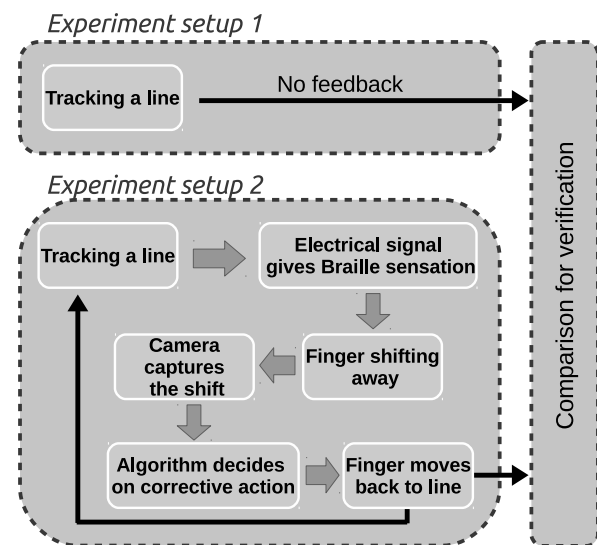 Experiment setup 1
Tracking a line
No feedback
Experiment setup 2
Tracking a line
Electrical signal
gives Braille sensation
Finger shifting
away
Camera
captures
the shift
Algorithm decides
on corrective action
Finger moves
back to line
Comparison for verification